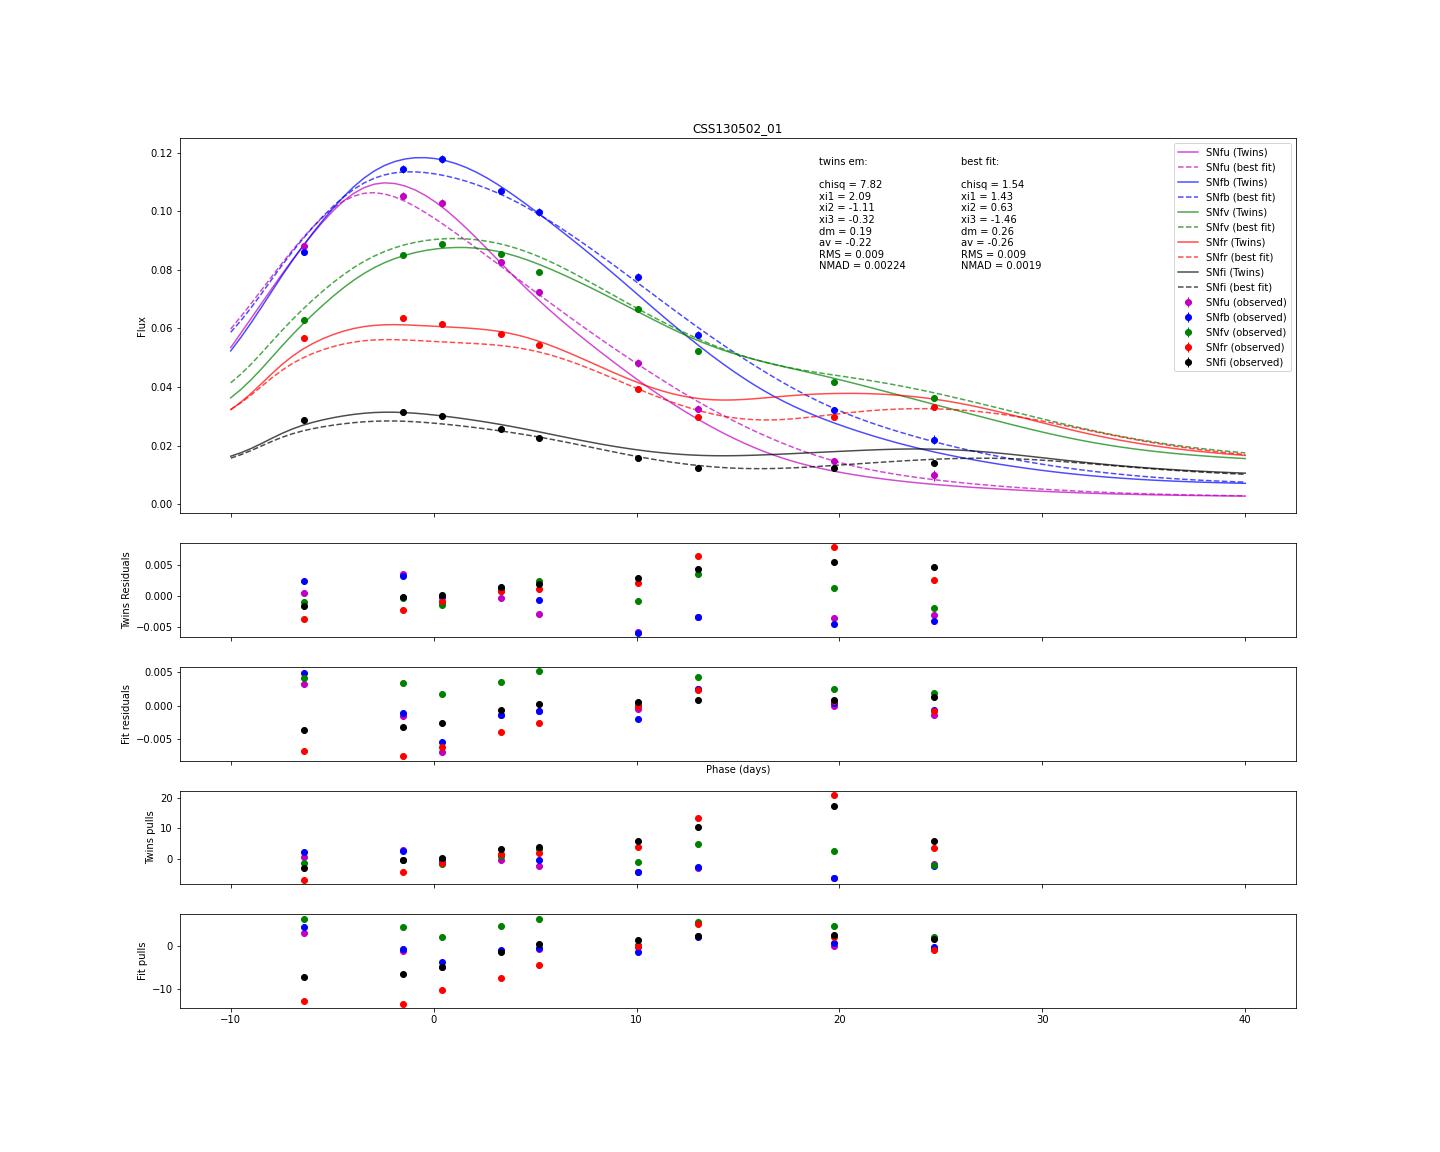 CSS130502_01
0.12
0.10
0.08
0.06
0.04
0.02
0.00
Flux
twins em:
chisq = 7.82
xi1 = 2.09
xi2 = -1.11
xi3 = -0.32
dm = 0.19
av = -0.22
RMS = 0.009
NMAD = 0.00224
best fit:
chisq = 1.54
xi1 = 1.43
xi2 = 0.63
xi3 = -1.46
dm = 0.26
av = -0.26
RMS = 0.009
NMAD = 0.0019
SNfu (Twins)
SNfu (best fit)
SNfb (Twins)
SNfb (best fit)
SNfv (Twins)
SNfv (best fit)
SNfr (Twins)
SNfr (best fit)
SNfi (Twins)
SNfi (best fit)
SNfu (observed)
SNfb (observed)
SNfv (observed)
SNfr (observed)
SNfi (observed)
0.005
0.000
−0.005
Twins Residuals
0.005
0.000
−0.005
Fit residuals
Phase (days)
20
10
0
Twins pulls
0
−10
Fit pulls
−10
0
10
20
30
40